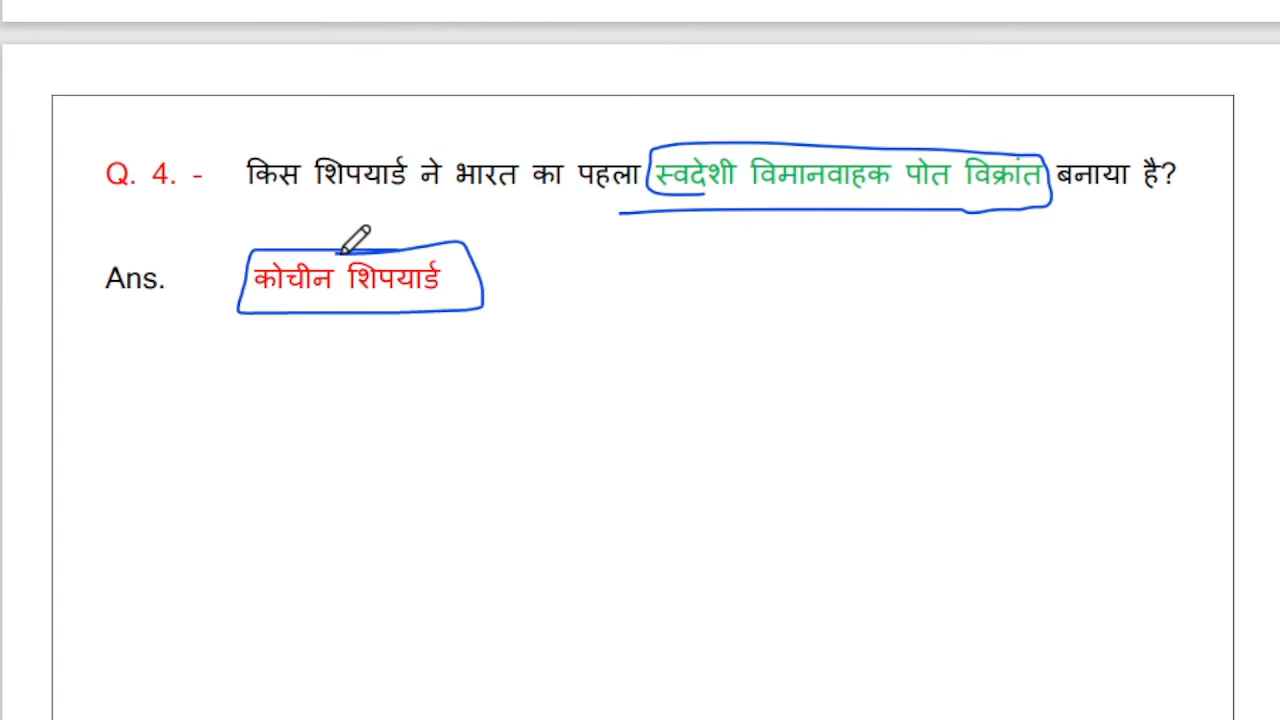 Q. 4. - किस शिपयार्ड ने भारत का पहला स्वदेशी विमानवाहक पोत विक्रांत बनाया है?
Ans. कोचीन शिपयार्ड